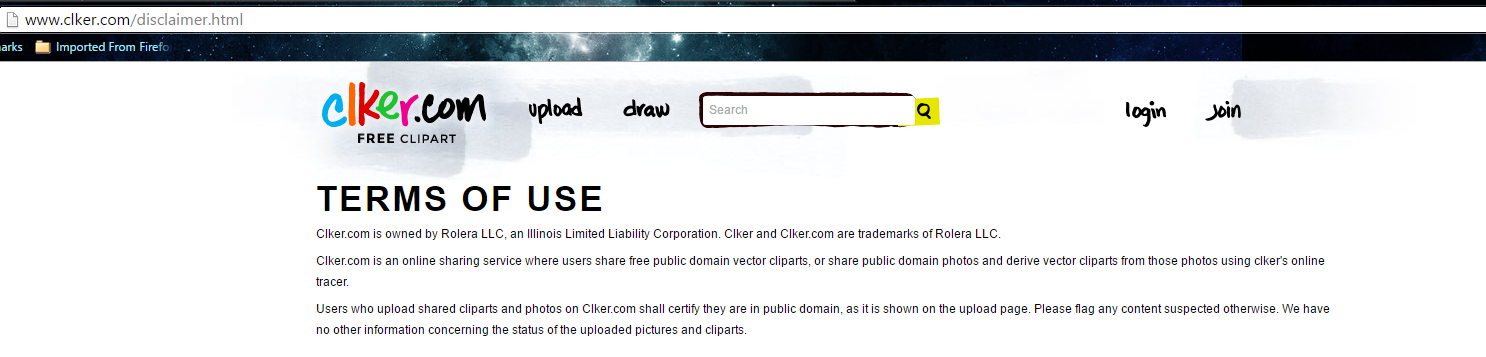 www.clker.com/disclaimer.html
arks Imported From Firefo
clker.com upload draw Search login join
FREE CLIPART
TERMS OF USE
Clker.com is owned by Rolera LLC, an Illinois Limited Liability Corporation. Clker and Clker.com are trademarks of Rolera LLC.
Clker.com is an online sharing service where users share free public domain vector cliparts, or share public domain photos and derive vector cliparts from those photos using clker's online
tracer.
Users who upload shared cliparts and photos on Clker.com shall certify they are in public domain, as it is shown on the upload page. Please flag any content suspected otherwise. We have
no other information concerning the status of the uploaded pictures and cliparts.